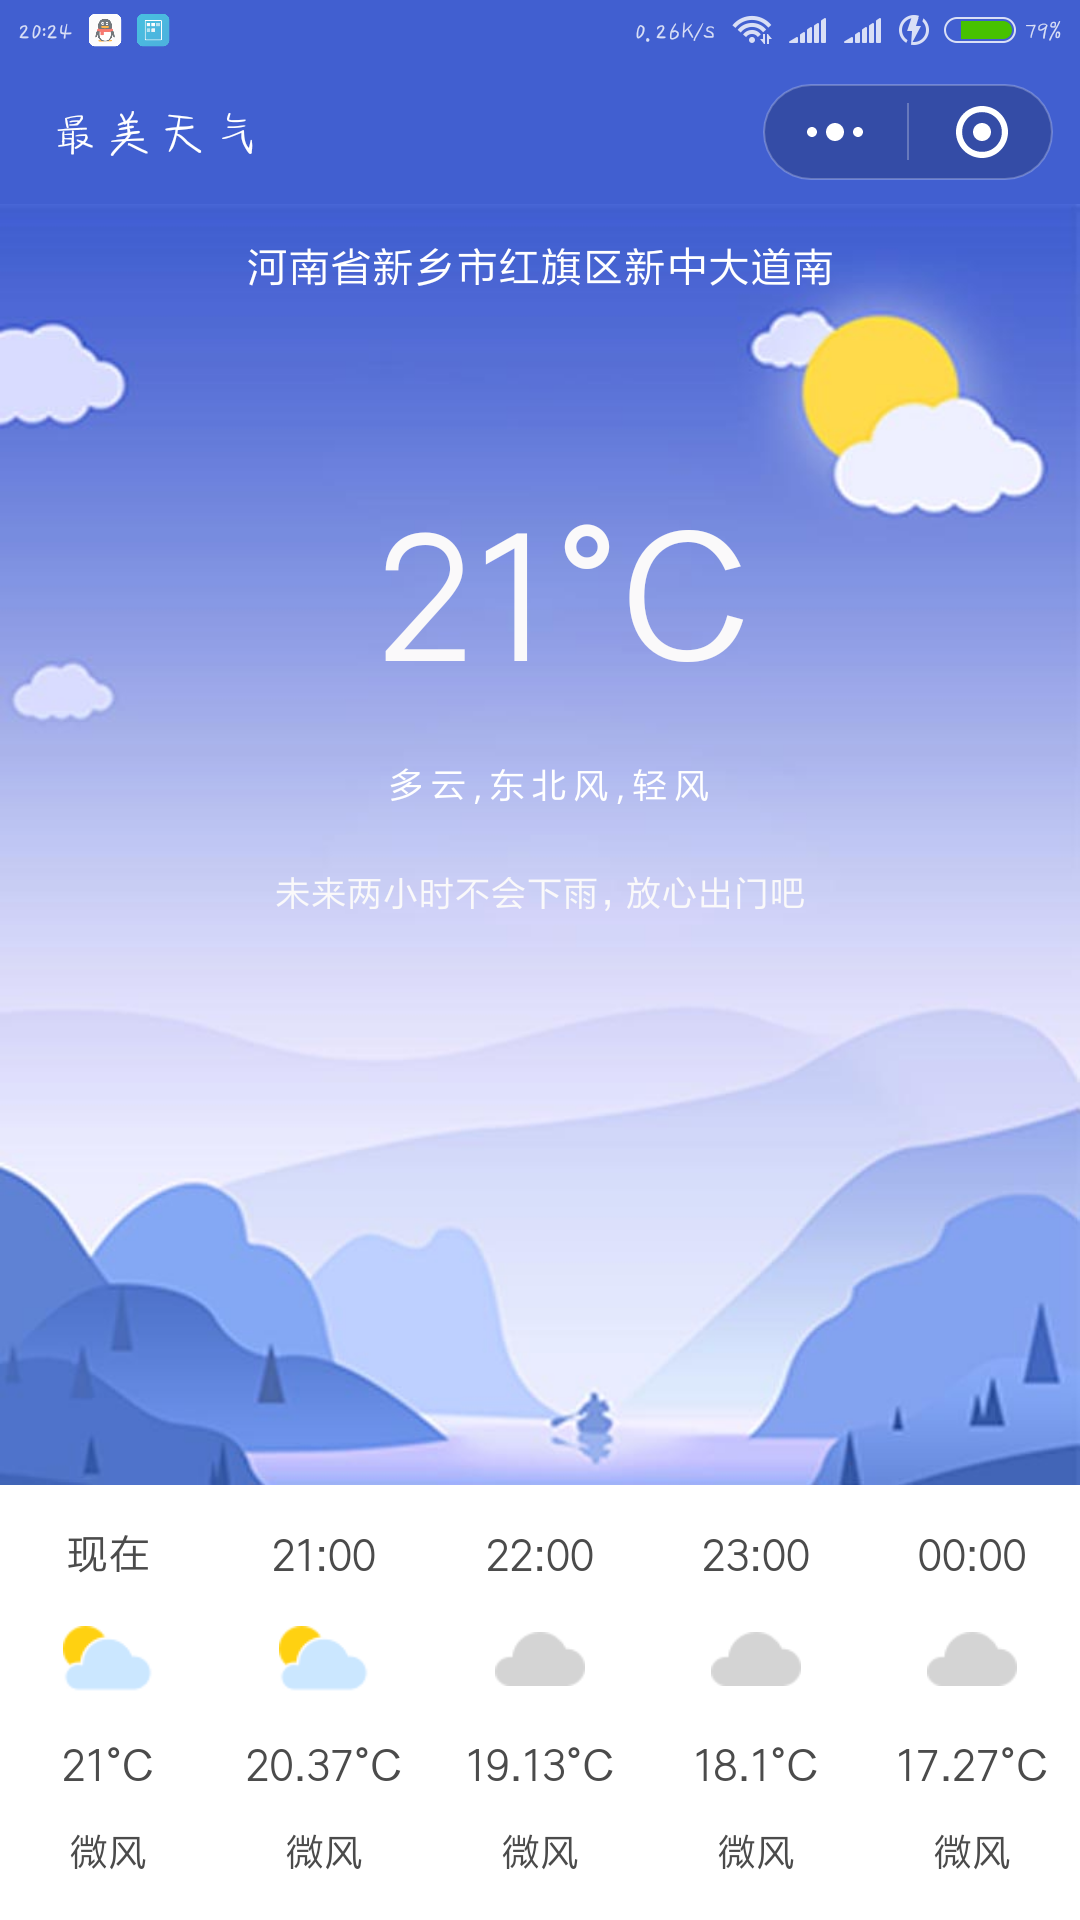 20:24 0.26K/s 79%
最美天气
河南省新乡市红旗区新中大道南
21°C
多云,东北风,轻风
未来两小时不会下雨，放心出门吧
现在 21:00 22:00 23:00 00:00
21°C 20.37°C 19.13°C 18.1°C 17.27°C
微风 微风 微风 微风 微风